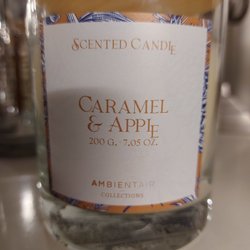 SCENTED CANDLE
CARAMEL
& APPLE
200 G. 7.05 OZ.
AMBIENTAIR
COLLECTIONS